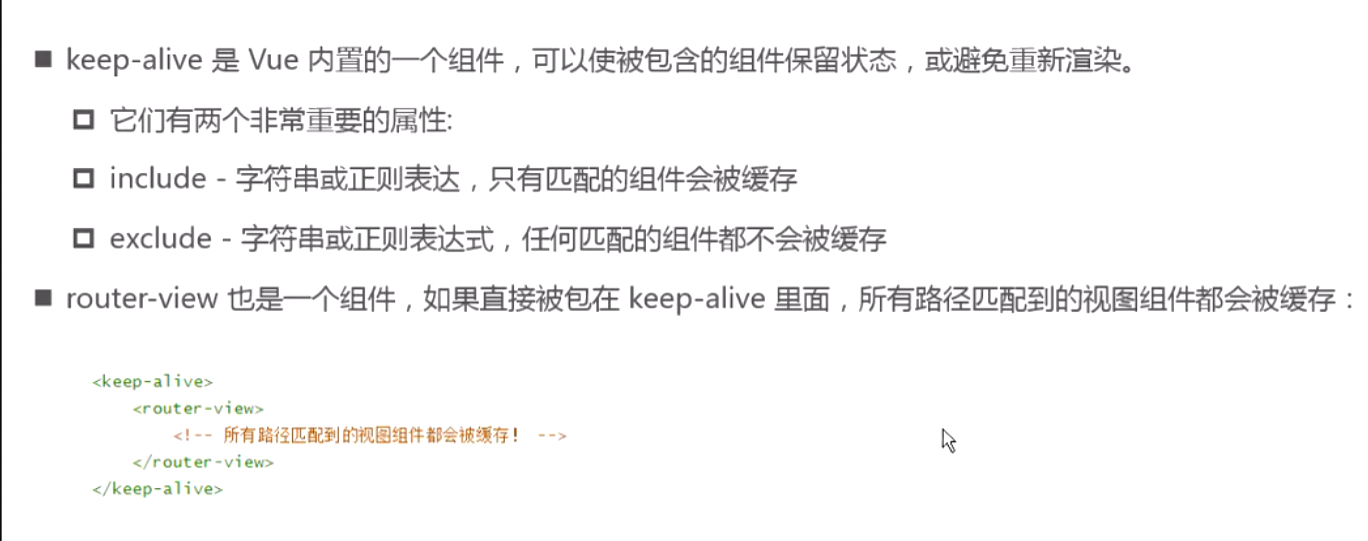 keep-alive 是 Vue 内置的一个组件，可以使被包含的组件保留状态，或避免重新渲染。
它们有两个非常重要的属性:
include - 字符串或正则表达，只有匹配的组件会被缓存
exclude - 字符串或正则表达式，任何匹配的组件都不会被缓存
router-view 也是一个组件，如果直接被包在 keep-alive 里面，所有路径匹配到的视图组件都会被缓存：
<keep-alive>
<router-view>
<!-- 所有路径匹配到的视图组件都会被缓存! -->
</router-view>
</keep-alive>